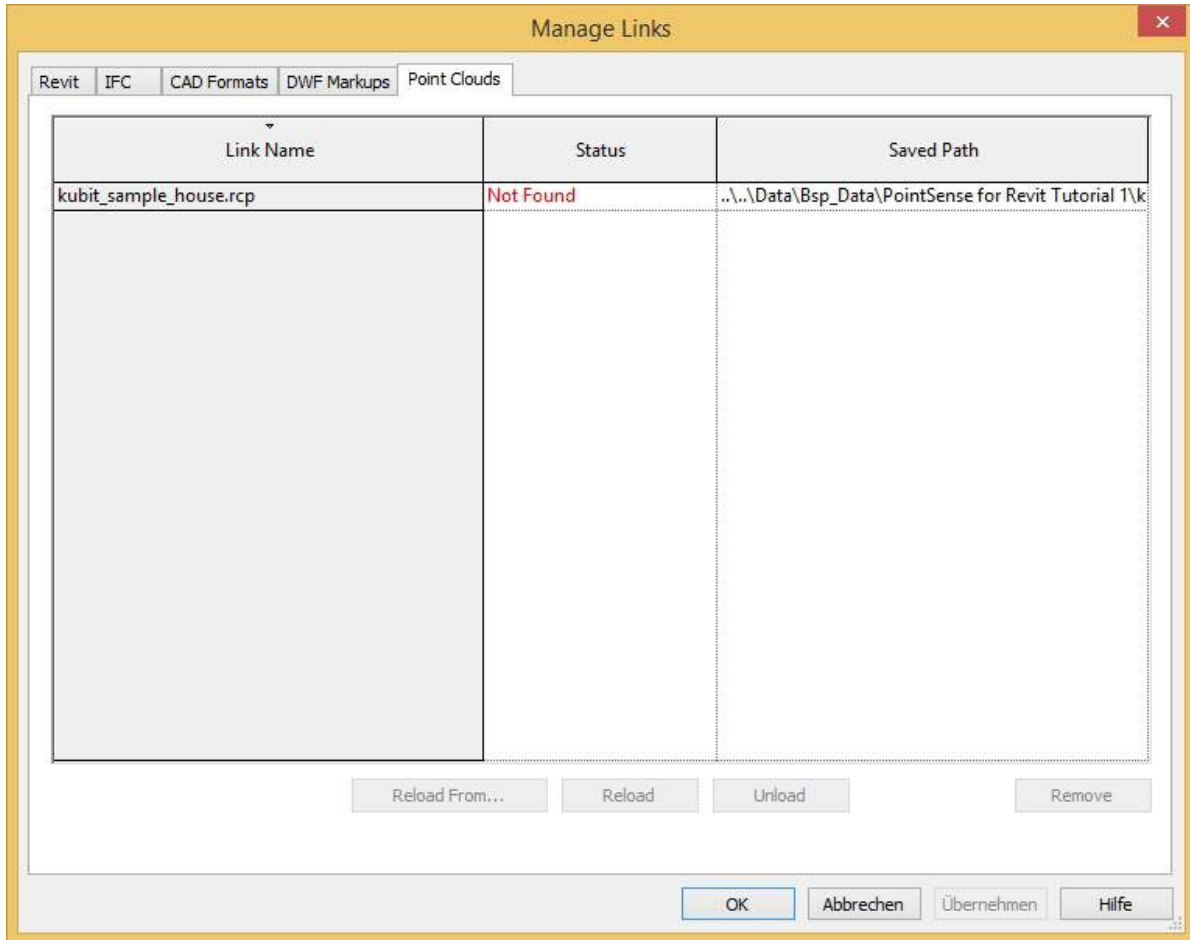 Manage Links
Revit IFC CAD Formats DWF Markups Point Clouds
Link Name Status Saved Path
kubit_sample_house.rcp Not Found ..\..\Data\Bsp_Data\PointSense for Revit Tutorial 1\k
Reload From... Reload Unload Remove
OK Abbrechen Übernehmen Hilfe